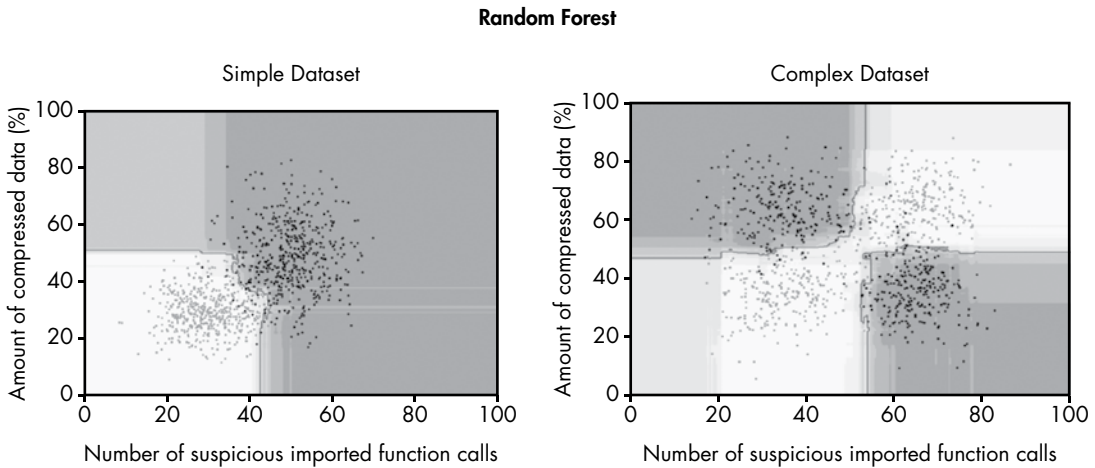 Random Forest
Simple Dataset
Amount of compressed data (%)
100
80
60
40
20
0
0 20 40 60 80 100
Number of suspicious imported function calls
Complex Dataset
Amount of compressed data (%)
100
80
60
40
20
0
0 20 40 60 80 100
Number of suspicious imported function calls